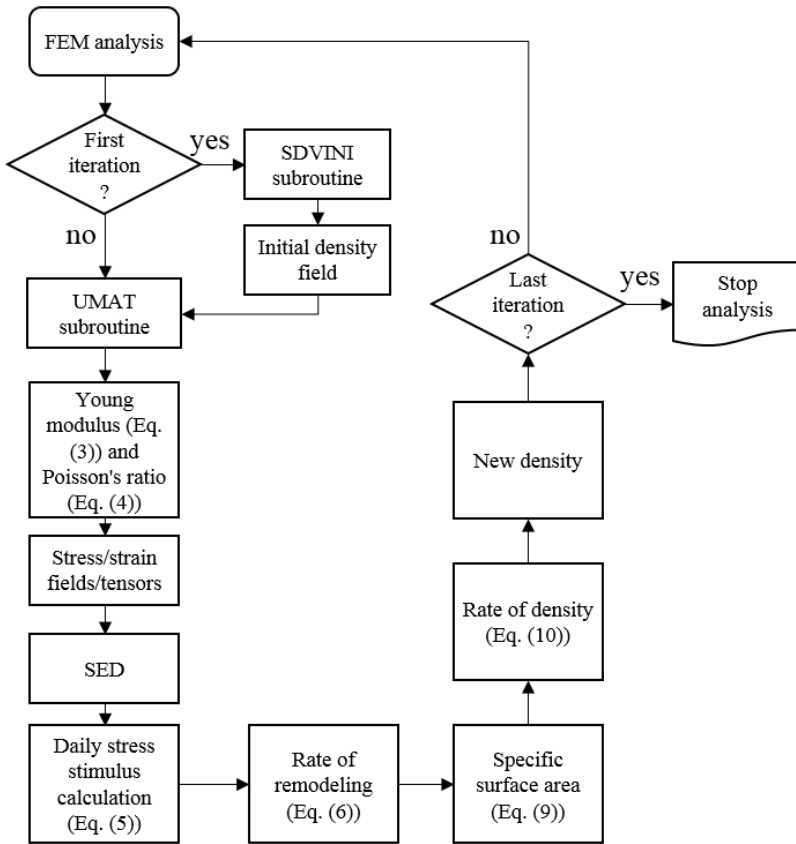 FEM analysis
First
iteration
?
yes
no
SDVINI
subroutine
Initial density
field
UMAT
subroutine
Young
modulus (Eq.
(3)) and
Poisson's ratio
(Eq. (4))
Stress/strain
fields/tensors
SED
Daily stress
stimulus
calculation
(Eq. (5))
Rate of
remodeling
(Eq. (6))
Specific
surface area
(Eq. (9))
Rate of density
(Eq. (10))
New density
Last
iteration
?
no
yes
Stop
analysis